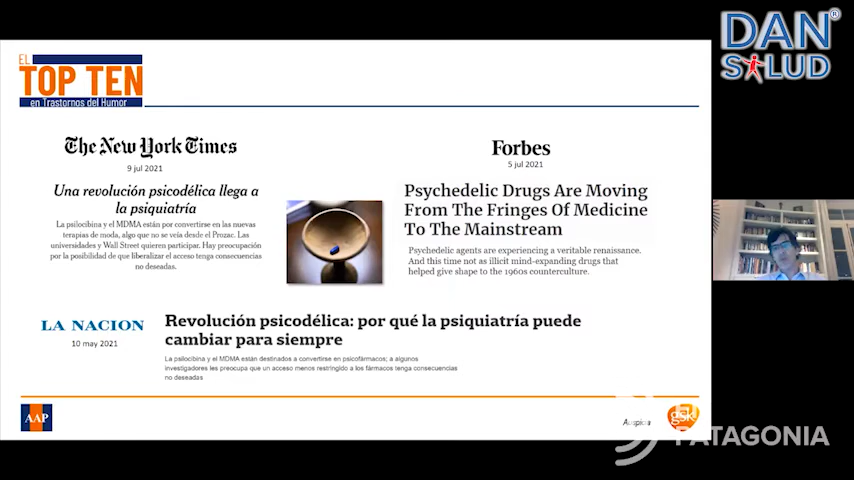 DAN®
SALUD
EL
TOP TEN
en Trastornos del Humor
The New York Times
9 jul 2021
Una revolución psicodélica llega a
la psiquiatría
La psilocibina y el MDMA están por convertirse en las nuevas
terapias de moda, algo que no se veía desde el Prozac. Las
universidades y Wall Street quieren participar. Hay preocupación
por la posibilidad de que liberalizar el acceso tenga consecuencias
no deseadas.
Forbes
5 jul 2021
Psychedelic Drugs Are Moving
From The Fringes Of Medicine
To The Mainstream
Psychedelic agents are experiencing a veritable renaissance.
And this time not as illicit mind-expanding drugs that
helped give shape to the 1960s counterculture.
LA NACION
10 may 2021
Revolución psicodélica: por qué la psiquiatría puede
cambiar para siempre
La psilocibina y el MDMA están destinados a convertirse en psicofármacos; a algunos
investigadores les preocupa que un acceso menos restringido a los fármacos tenga consecuencias
no deseadas
AAP
gsk
PATAGONIA